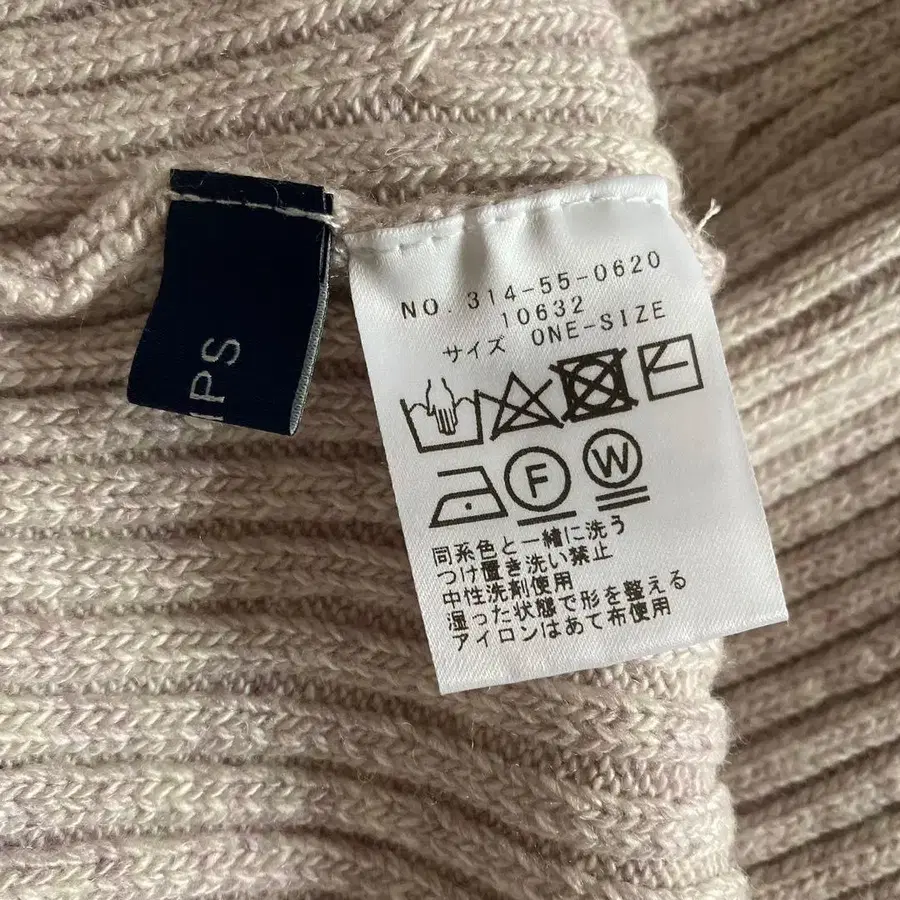 IPS
NO. 314-55-0620
10632
サイズ ONE-SIZE
F W
同系色と一緒に洗う
つけ置き洗い禁止
中性洗剤使用
湿った状態で形を整える
アイロンはあて布使用